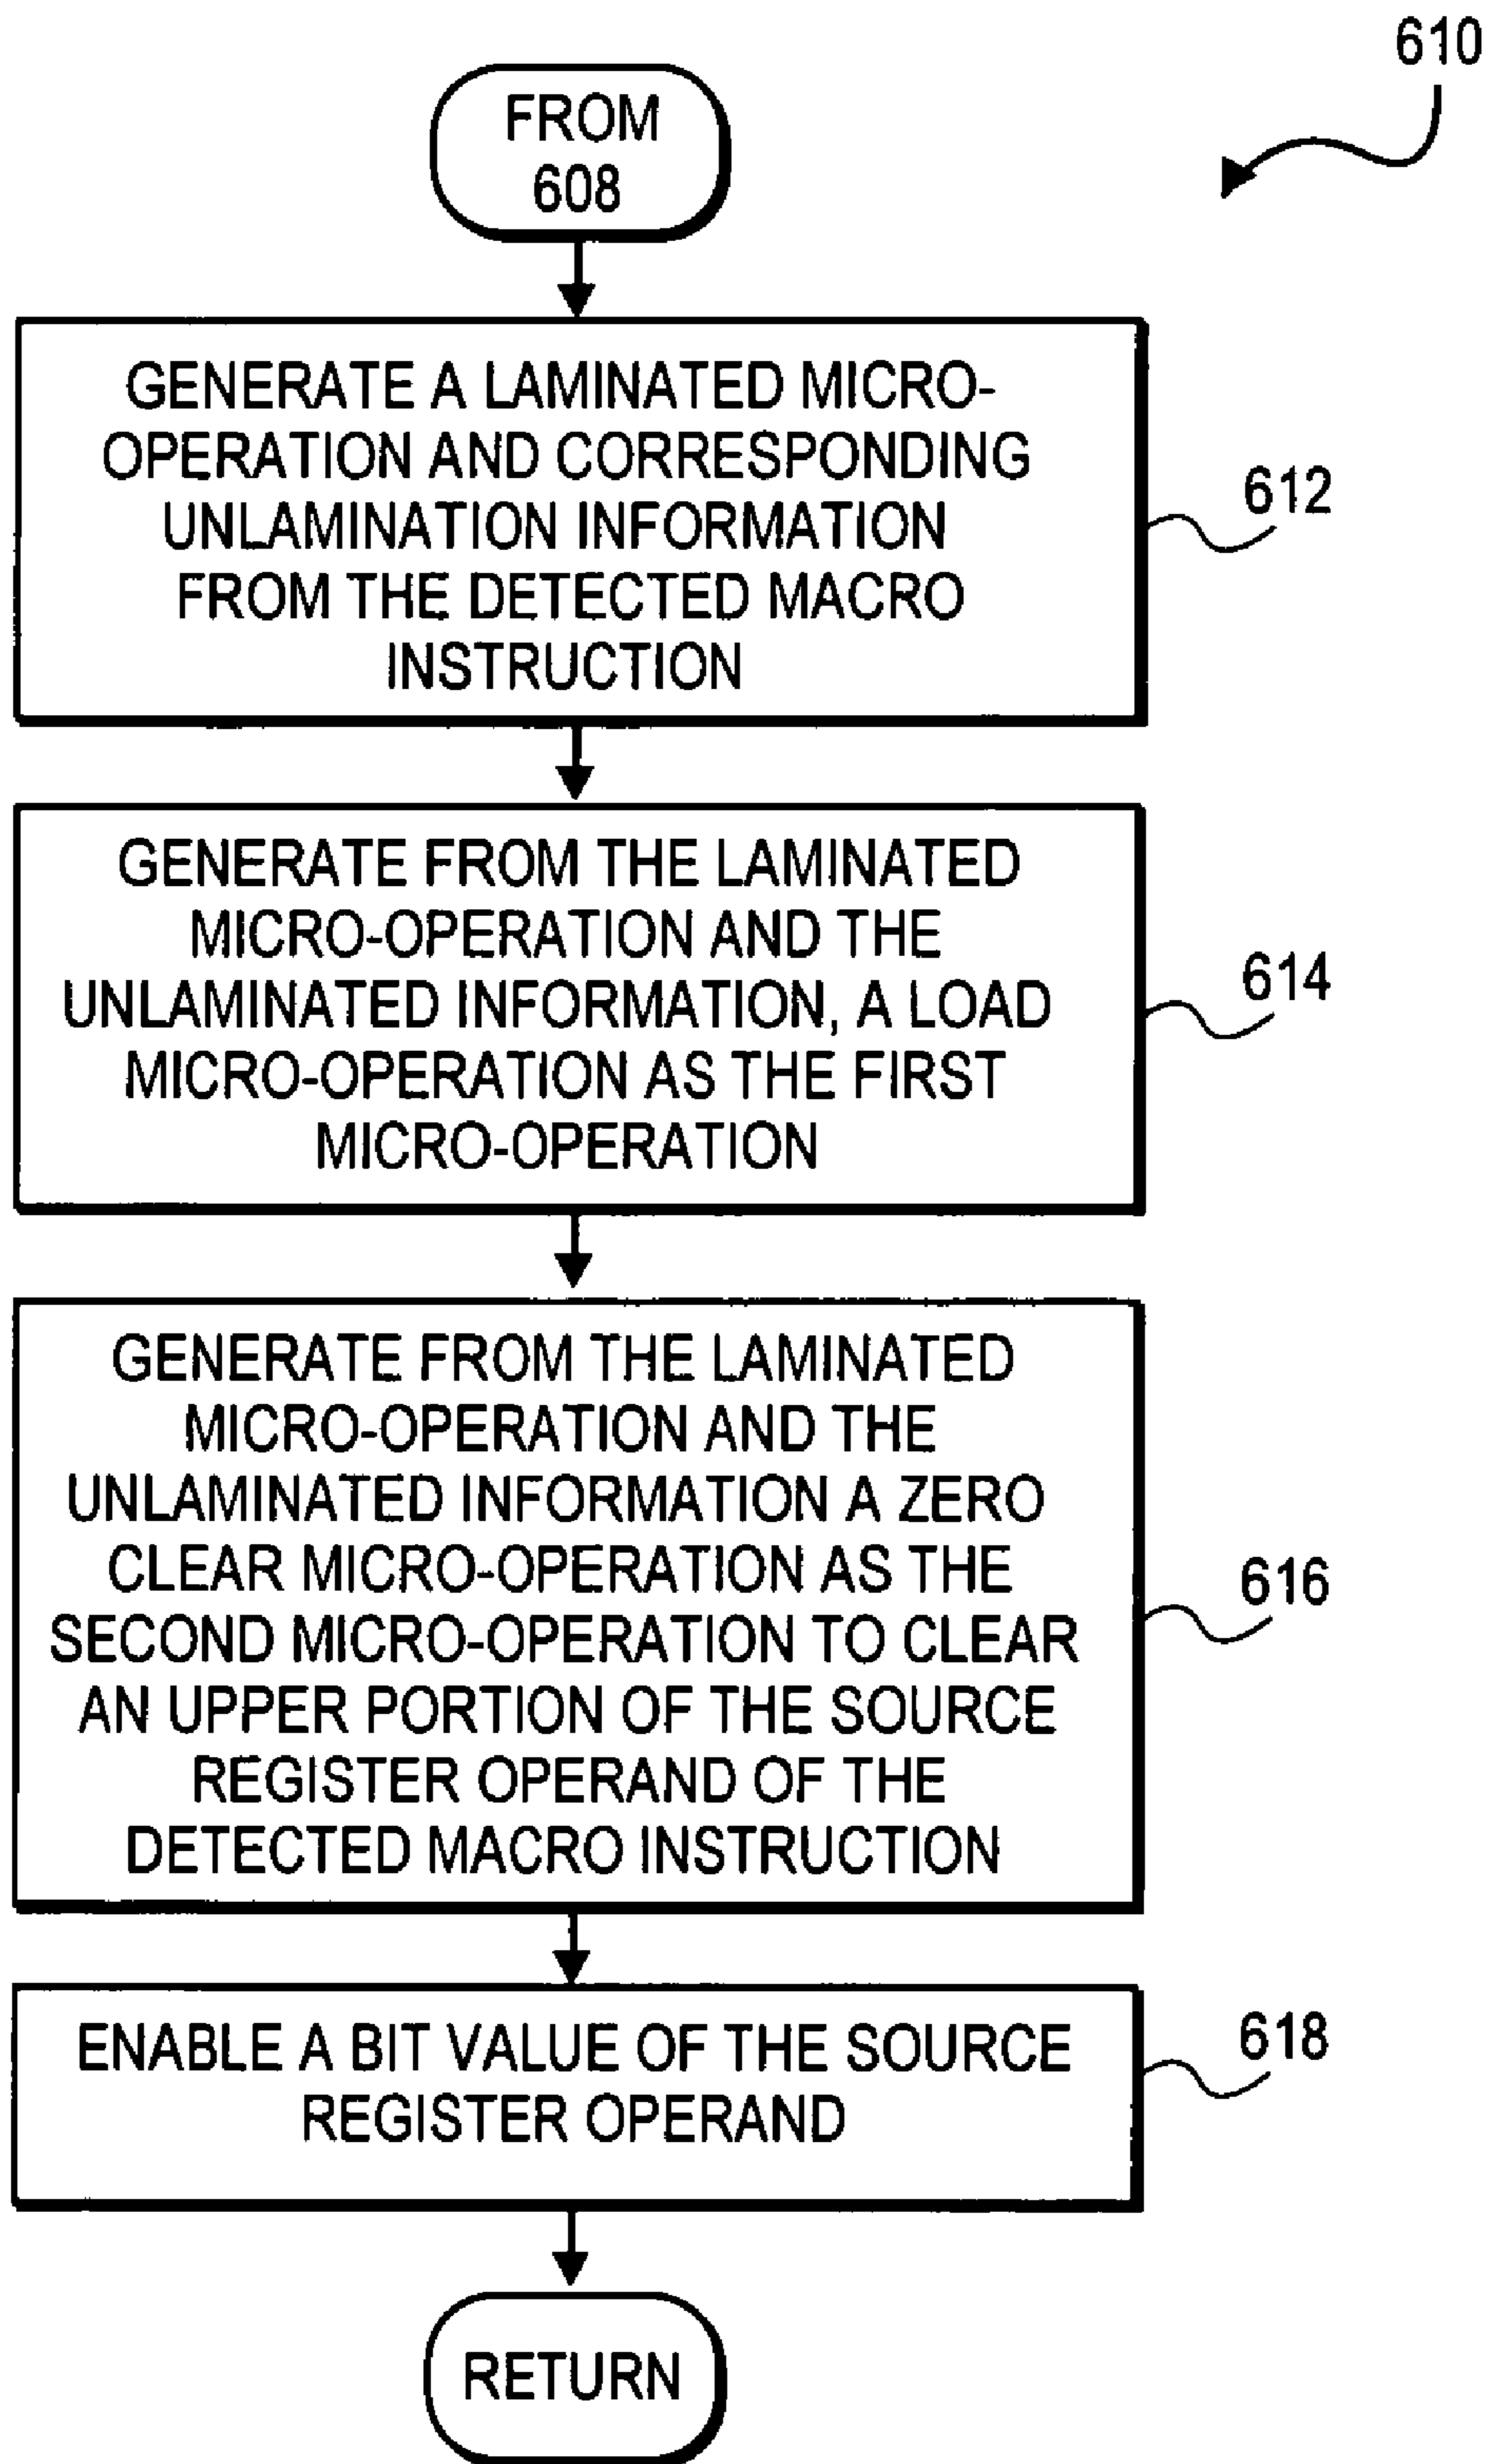 610
FROM
608
GENERATE A LAMINATED MICRO-
OPERATION AND CORRESPONDING
UNLAMINATION INFORMATION
FROM THE DETECTED MACRO
INSTRUCTION
612
GENERATE FROM THE LAMINATED
MICRO-OPERATION AND THE
UNLAMINATED INFORMATION, A LOAD
MICRO-OPERATION AS THE FIRST
MICRO-OPERATION
614
GENERATE FROM THE LAMINATED
MICRO-OPERATION AND THE
UNLAMINATED INFORMATION A ZERO
CLEAR MICRO-OPERATION AS THE
SECOND MICRO-OPERATION TO CLEAR
AN UPPER PORTION OF THE SOURCE
REGISTER OPERAND OF THE
DETECTED MACRO INSTRUCTION
616
ENABLE A BIT VALUE OF THE SOURCE
REGISTER OPERAND
618
RETURN